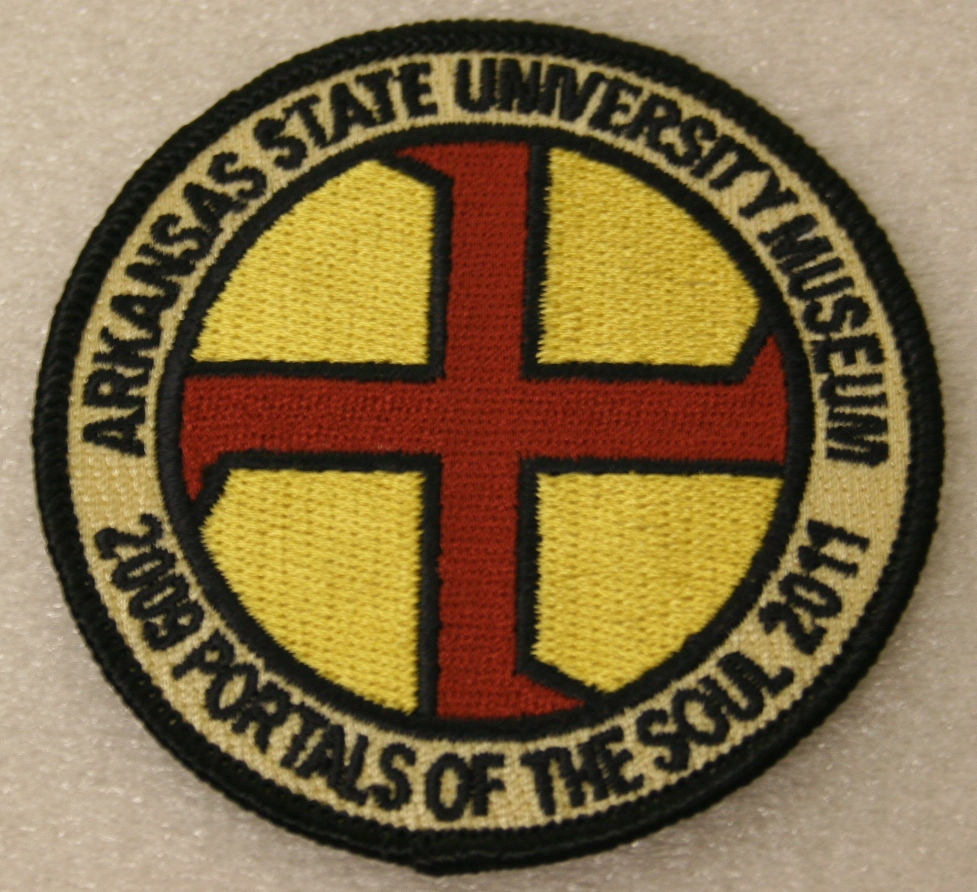 ARKANSAS STATE UNIVERSITY MUSEUM
2009 PORTALS OF THE SOUL 2011